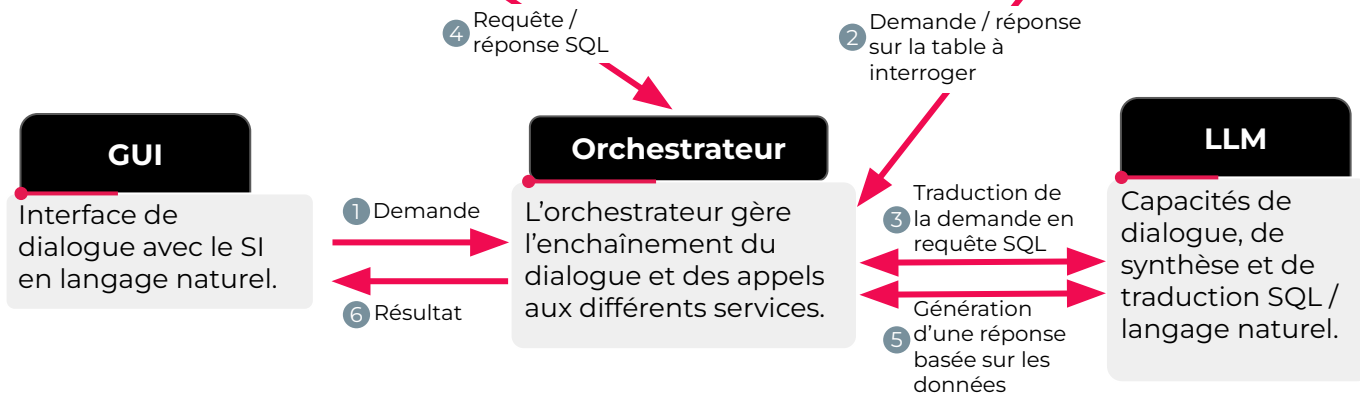 4
Requête /
réponse SQL
2
Demande / réponse
sur la table à
interroger
GUI
Interface de
dialogue avec le SI
en langage naturel.
1 Demande
6 Résultat
Orchestrateur
L'orchestrateur gère
l'enchaînement du
dialogue et des appels
aux différents services.
3
Traduction de
la demande en
requête SQL
5
Génération
d'une réponse
basée sur les
données
LLM
Capacités de
dialogue, de
synthèse et de
traduction SQL /
langage naturel.